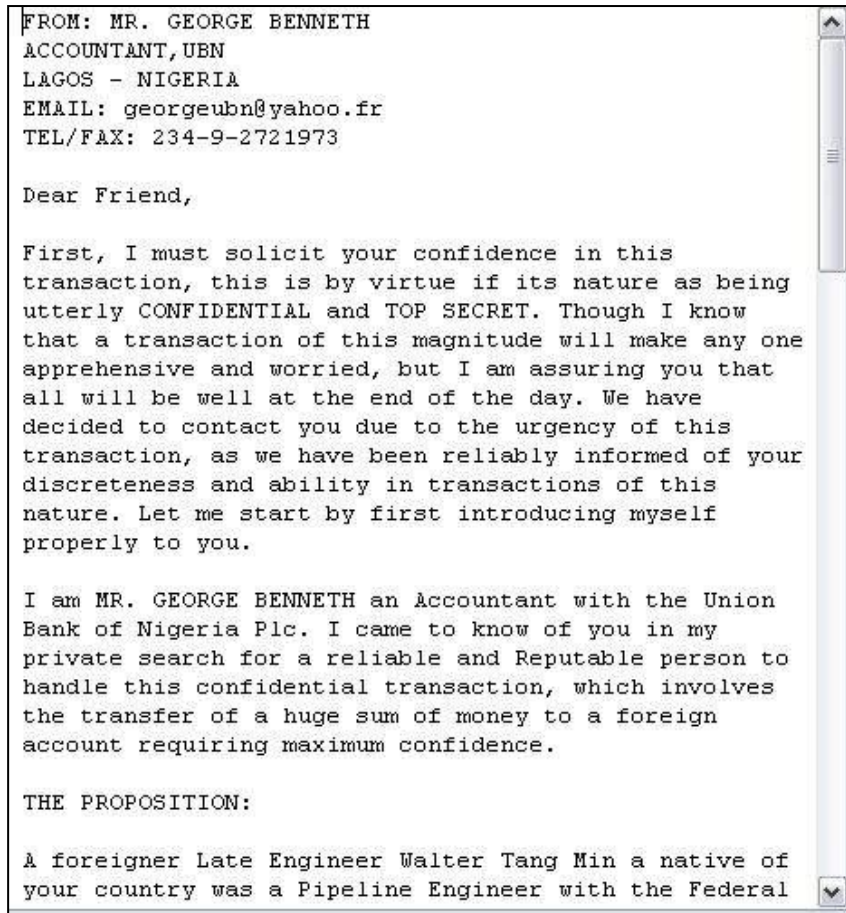 FROM: MR. GEORGE BENNETH
ACCOUNTANT,UBN
LAGOS - NIGERIA
EMAIL: georgeubn@yahoo.fr
TEL/FAX: 234-9-2721973
Dear Friend,
First, I must solicit your confidence in this
transaction, this is by virtue if its nature as being
utterly CONFIDENTIAL and TOP SECRET. Though I know
that a transaction of this magnitude will make any one
apprehensive and worried, but I am assuring you that
all will be well at the end of the day. We have
decided to contact you due to the urgency of this
transaction, as we have been reliably informed of your
discreteness and ability in transactions of this
nature. Let me start by first introducing myself
properly to you.
I am MR. GEORGE BENNETH an Accountant with the Union
Bank of Nigeria Plc. I came to know of you in my
private search for a reliable and Reputable person to
handle this confidential transaction, which involves
the transfer of a huge sum of money to a foreign
account requiring maximum confidence.
THE PROPOSITION:
A foreigner Late Engineer Walter Tang Min a native of
your country was a Pipeline Engineer with the Federal